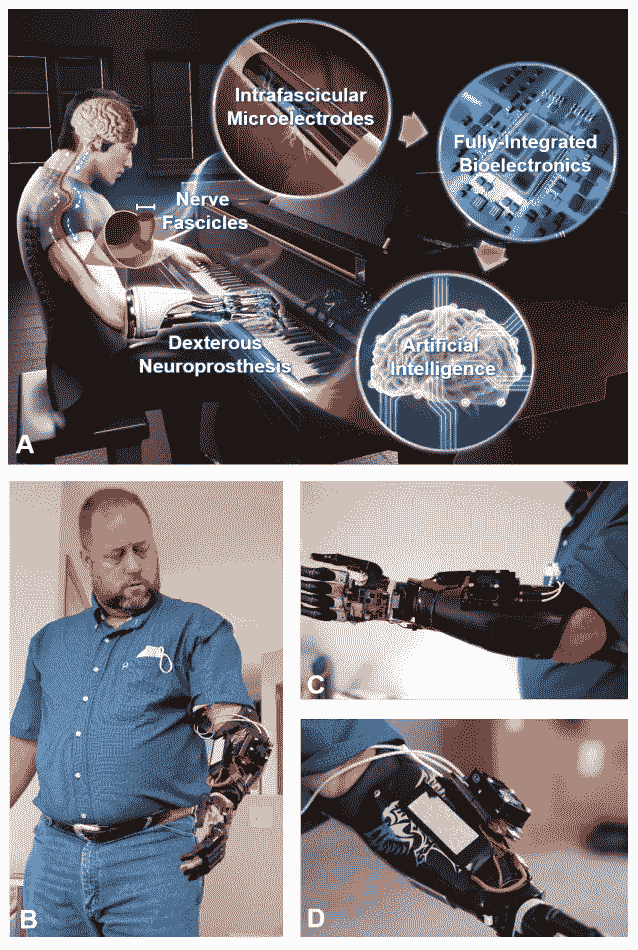 Intrafascicular
Microelectrodes
Fully-Integrated
Bioelectronics
Nerve
Fascicles
Dexterous
Neuroprosthesis
Artificial
Intelligence
A
B
C
D